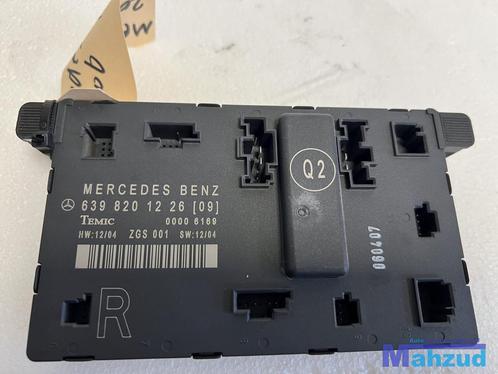 MERCEDES BENZ
639 820 12 26 [09]
TEMIC 0000 6169
HW:12/04 ZGS 001 SW:12/04
R
Q2
060407
Auto
Mahzud